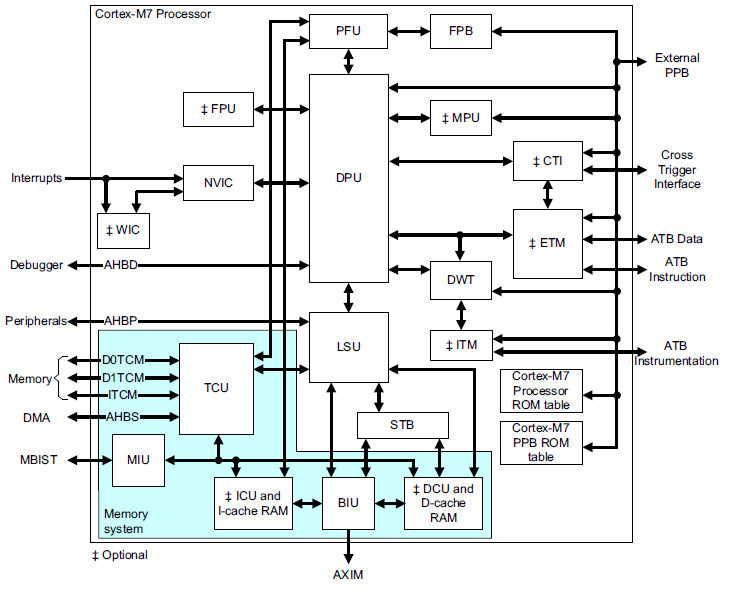 Cortex-M7 Processor
PFU
FPB
External
PPB
‡ FPU
‡ MPU
DPU
‡ CTI
Cross
Trigger
Interface
Interrupts
NVIC
‡ WIC
‡ ETM
ATB Data
Debugger
AHBD
DWT
ATB
Instruction
Peripherals
AHBP
LSU
‡ ITM
ATB
Instrumentation
D0TCM
Memory
D1TCM
TCU
ITCM
Cortex-M7
Processor
ROM table
DMA
AHBS
STB
Cortex-M7
PPB ROM
table
MBIST
MIU
‡ ICU and
I-cache RAM
BIU
‡ DCU and
D-cache
RAM
Memory
system
‡ Optional
AXIM